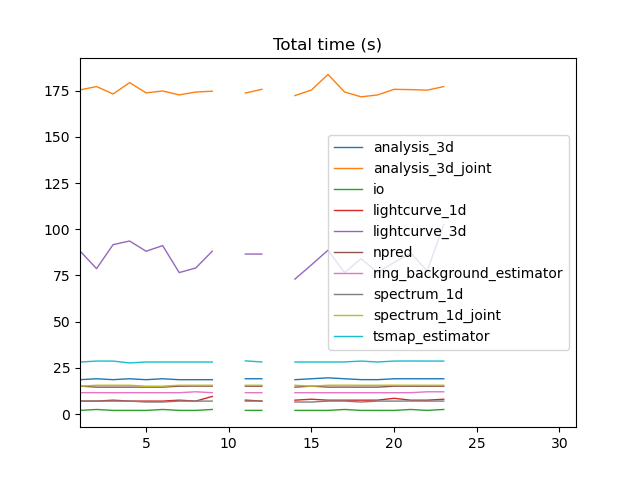 Total time (s)
175
150
125
100
75
50
25
0
analysis_3d
analysis_3d_joint
io
lightcurve_1d
lightcurve_3d
npred
ring_background_estimator
spectrum_1d
spectrum_1d_joint
tsmap_estimator
5 10 15 20 25 30